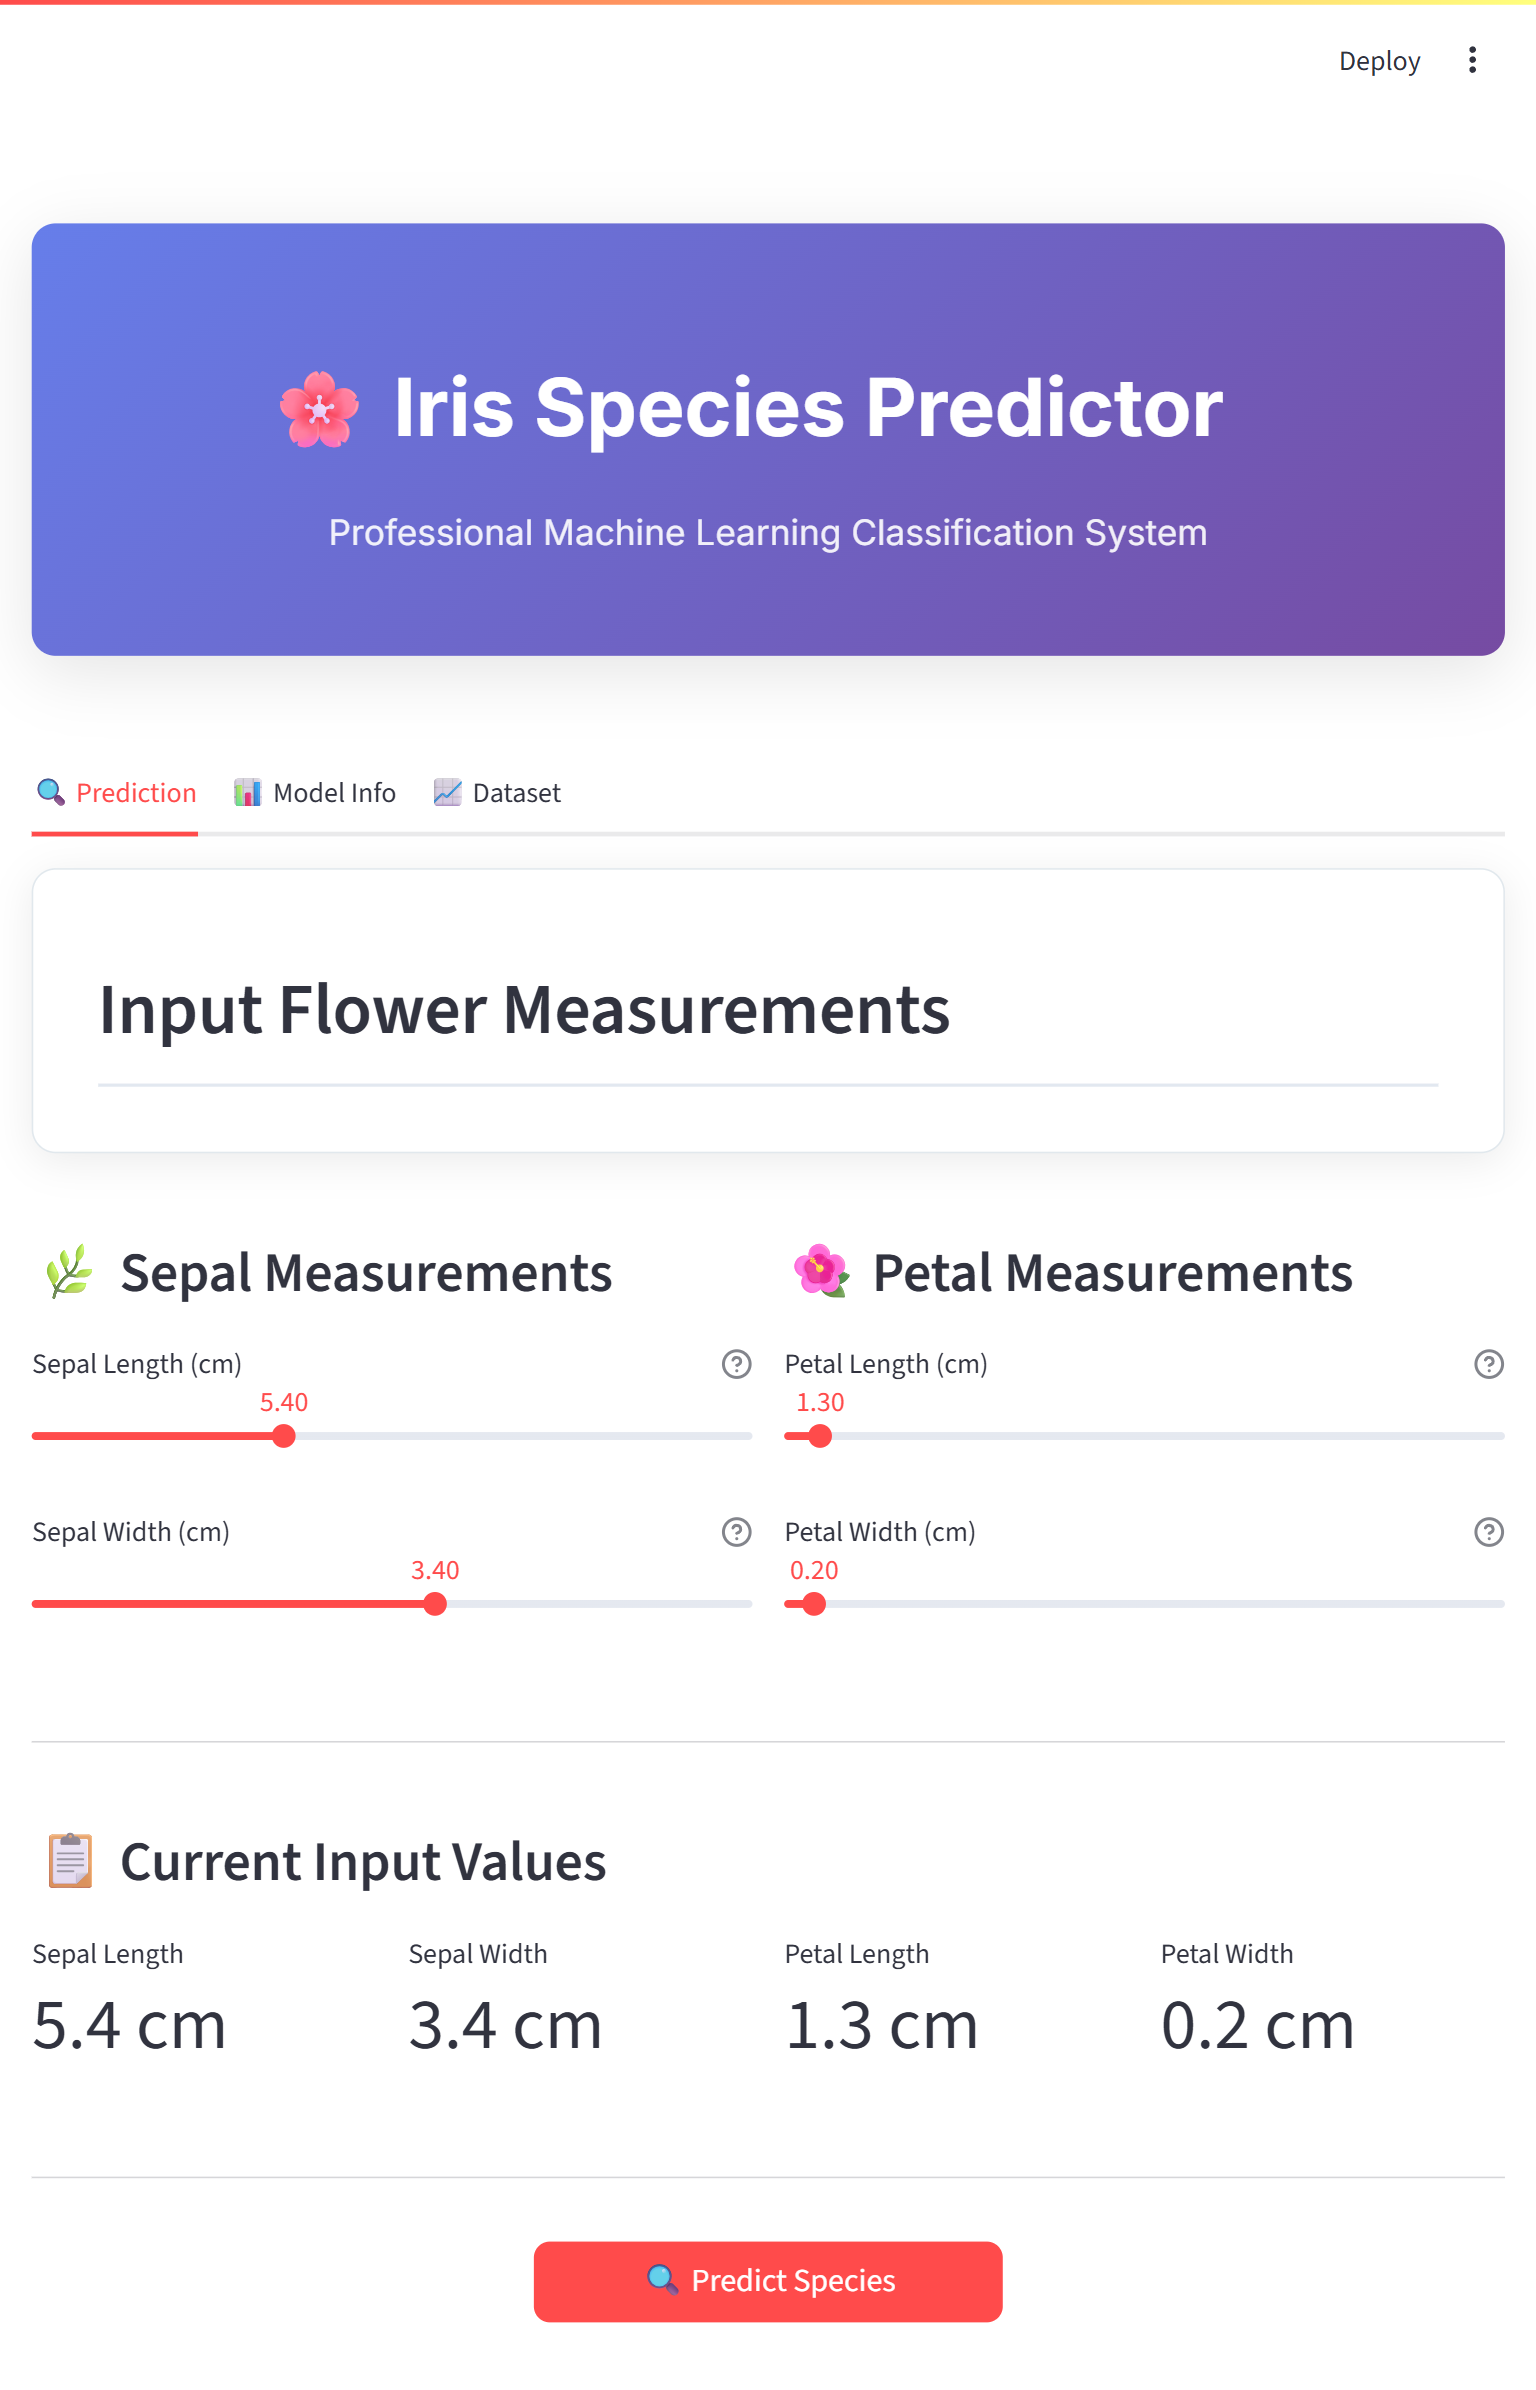 Deploy
Iris Species Predictor
Professional Machine Learning Classification System
Prediction Model Info Dataset
Input Flower Measurements
Sepal Measurements
Sepal Length (cm)
5.40
Sepal Width (cm)
3.40
Petal Measurements
Petal Length (cm)
1.30
Petal Width (cm)
0.20
Current Input Values
Sepal Length
5.4 cm
Sepal Width
3.4 cm
Petal Length
1.3 cm
Petal Width
0.2 cm
Predict Species